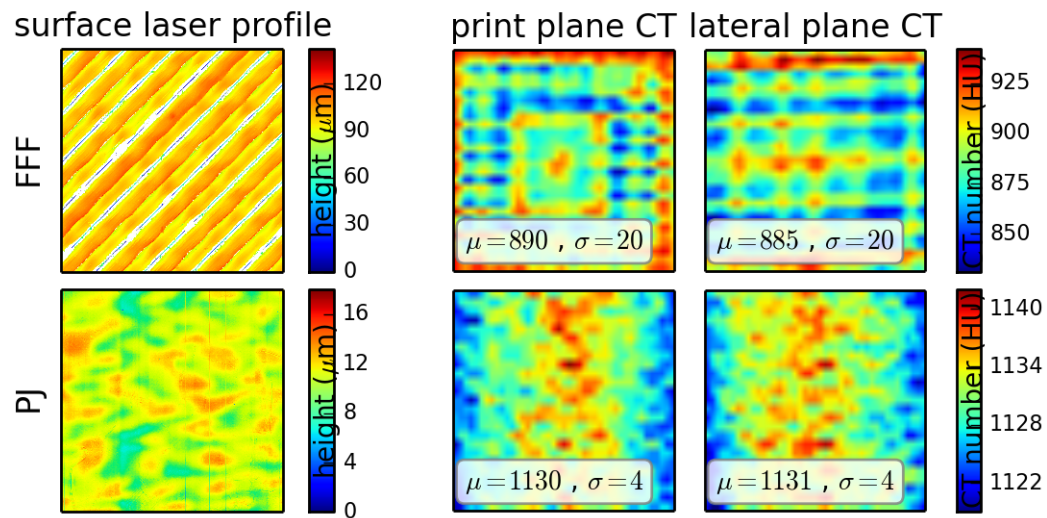 surface laser profile
print plane CT lateral plane CT
FFF
120
90
60
30
0
height (μm)
925
900
875
850
CT number (HU)
μ=890 , σ=20
μ=885 , σ=20
PJ
16
12
8
4
0
height (μm)
1140
1134
1128
1122
CT number (HU)
μ=1130 , σ=4
μ=1131 , σ=4